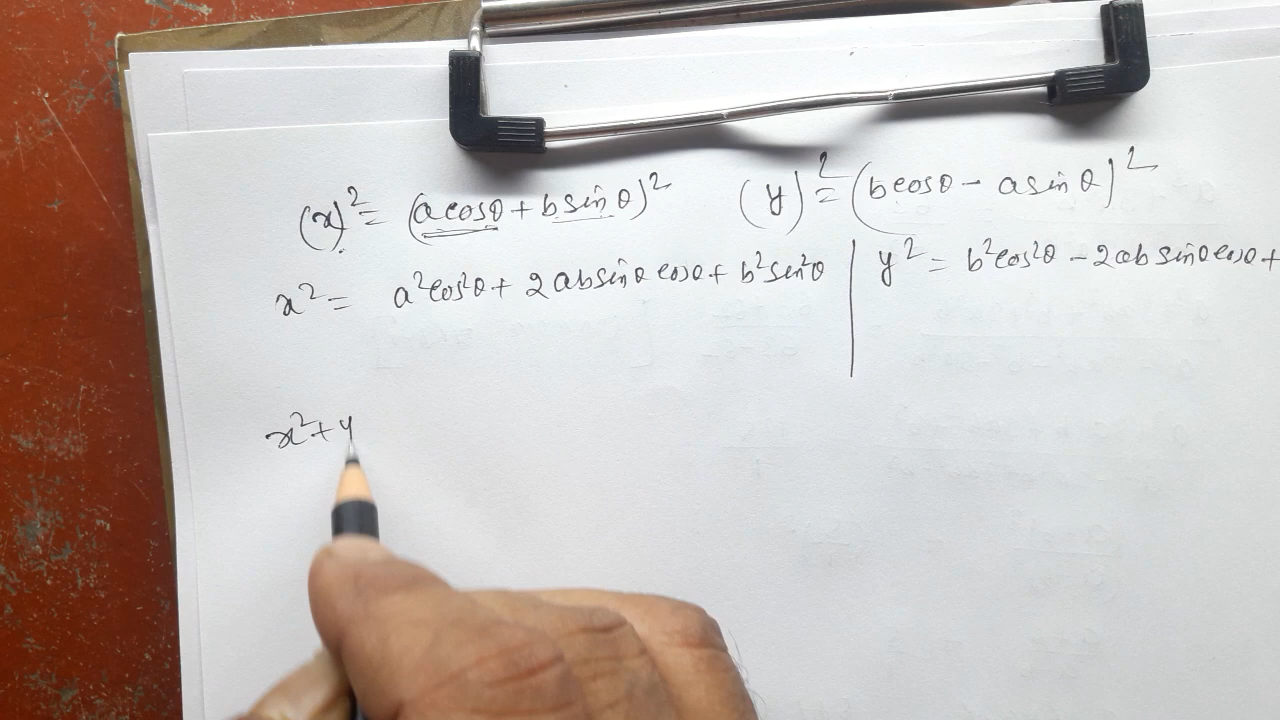 (x)² = (acosθ + bsinθ)² (y)² = (bcosθ - asinθ)²
x² = a²cos²θ + 2absinθcosθ + b²sin²θ | y² = b²cos²θ - 2absinθcosθ +
x² + y